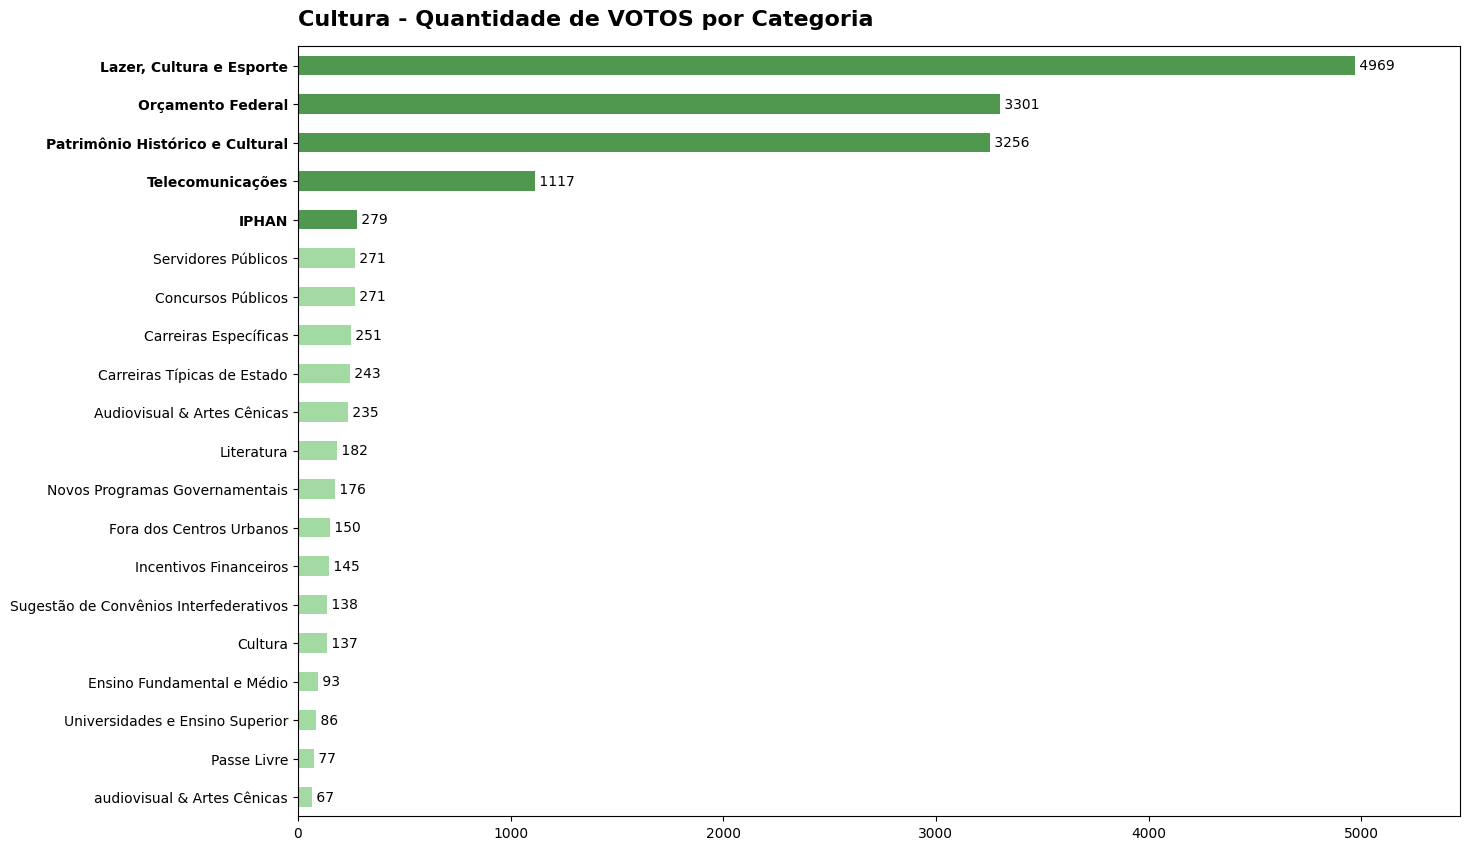 Cultura - Quantidade de VOTOS por Categoria
Lazer, Cultura e Esporte 4969
Orçamento Federal 3301
Patrimônio Histórico e Cultural 3256
Telecomunicações 1117
IPHAN 279
Servidores Públicos 271
Concursos Públicos 271
Carreiras Específicas 251
Carreiras Típicas de Estado 243
Audiovisual & Artes Cênicas 235
Literatura 182
Novos Programas Governamentais 176
Fora dos Centros Urbanos 150
Incentivos Financeiros 145
Sugestão de Convênios Interfederativos 138
Cultura 137
Ensino Fundamental e Médio 93
Universidades e Ensino Superior 86
Passe Livre 77
audiovisual & Artes Cênicas 67
0 1000 2000 3000 4000 5000